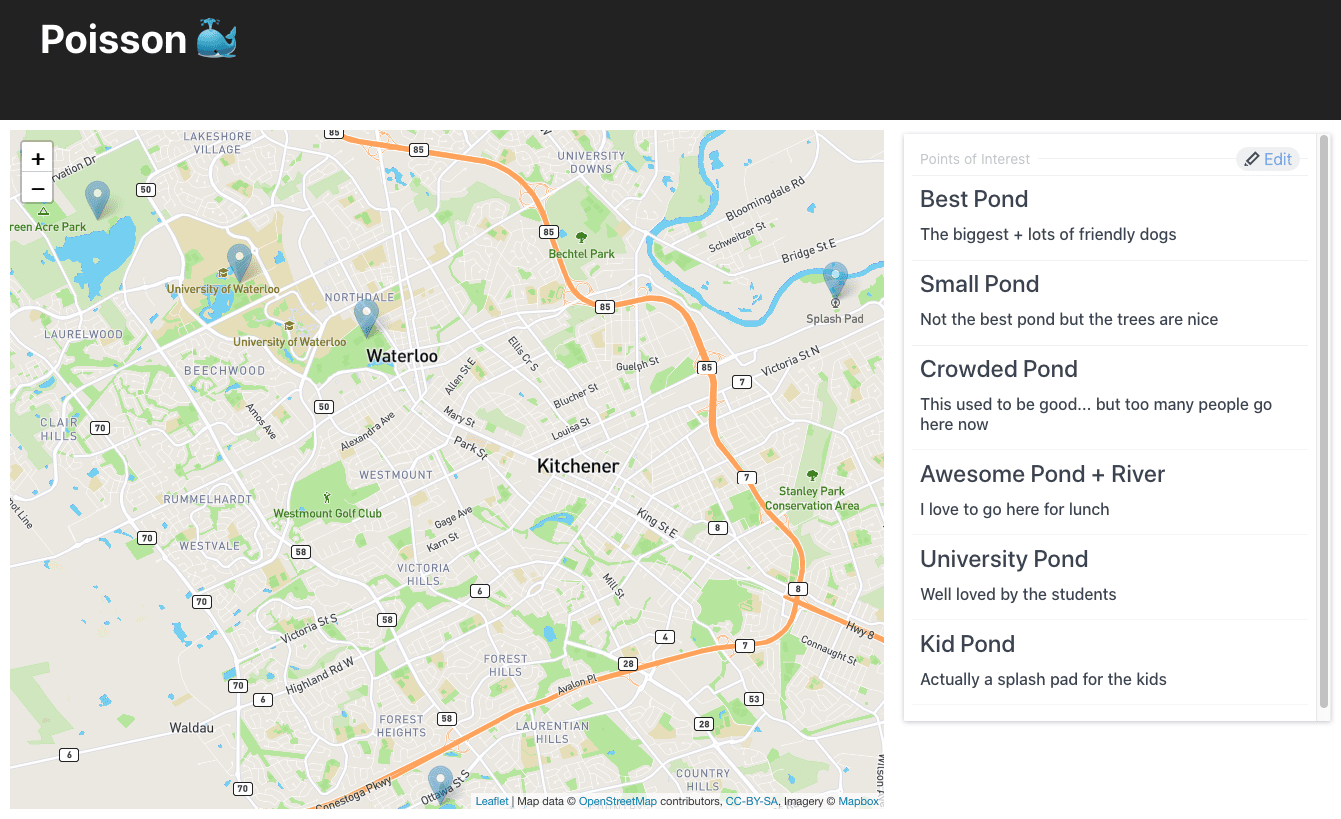 Poisson
LAKESHORE
VILLAGE
85
85
UNIVERSITY
DOWNS
+
−
50
Bloomingdale Rd
Schweitzer St
85
Bechtel Park
Bridge St E
University of Waterloo
NORTHDALE
85
Splash Pad
LAURELWOOD
University of Waterloo
Waterloo
Ellis Cr S
Guelph St
85
Victoria St N
BEECHWOOD
Allen St E
7
50
Blucher St
Amos Ave
Mary St
Alexandra Ave
Louisa St
CLAIR
HILLS
70
Park St
Kitchener
WESTMOUNT
7
Stanley Park
Conservation Area
RUMMELHARDT
Westmount Golf Club
Gage Ave
King St E
8
70
WESTVALE
Karn St
58
VICTORIA
HILLS
Mill St
6
8
70
58
Victoria St S
Hwy 8
4
7
Connaught St
FOREST
HILLS
28
Highland Rd W
70
Avalon Pl
6
53
58
FOREST
HEIGHTS
28
LAURENTIAN
HILLS
Waldau
6
COUNTRY
HILLS
70
Conestoga Pkwy
Ottawa St S
Leaflet | Map data © OpenStreetMap contributors, CC-BY-SA, Imagery © Mapbox
Points of Interest
Edit
Best Pond
The biggest + lots of friendly dogs
Small Pond
Not the best pond but the trees are nice
Crowded Pond
This used to be good... but too many people go
here now
Awesome Pond + River
I love to go here for lunch
University Pond
Well loved by the students
Kid Pond
Actually a splash pad for the kids